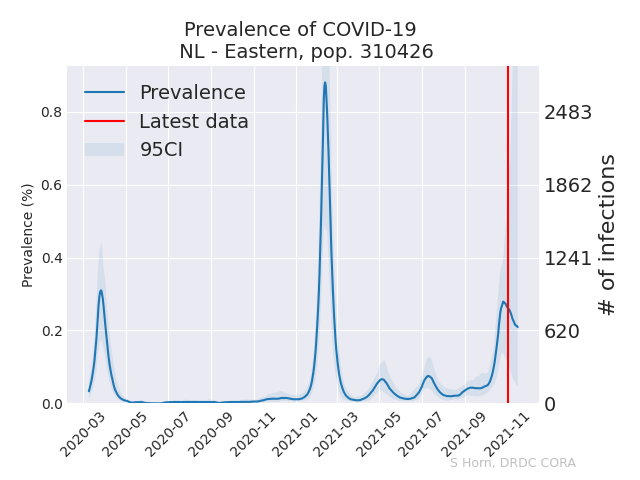 Prevalence of COVID-19
NL - Eastern, pop. 310426
Prevalence
Latest data
95CI
Prevalence (%)
0.8
0.6
0.4
0.2
0.0
2483
1862
1241
620
0
# of infections
2020-03
2020-05
2020-07
2020-09
2020-11
2021-01
2021-03
2021-05
2021-07
2021-09
2021-11
S Horn, DRDC CORA